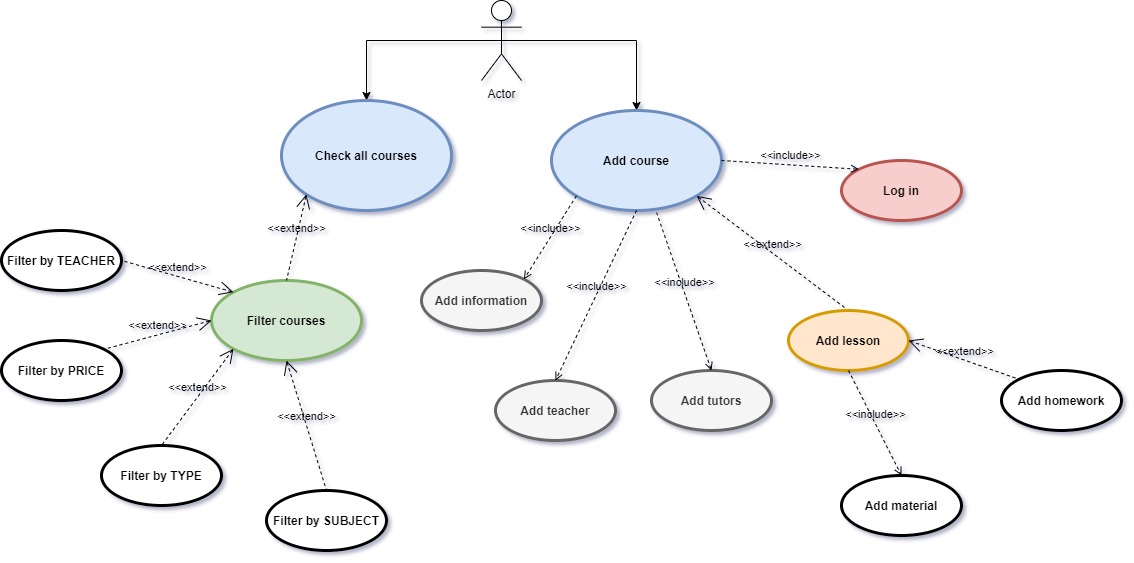 Actor
Check all courses
Add course
<<include>>
Log in
<<extend>>
<<include>>
<<extend>>
Filter by TEACHER
<<extend>>
<<include>>
<<include>>
Add information
Filter courses
<<extend>>
Add lesson
<<extend>>
Filter by PRICE
<<extend>>
Add teacher
Add tutors
Add homework
<<extend>>
<<include>>
Filter by TYPE
Add material
Filter by SUBJECT